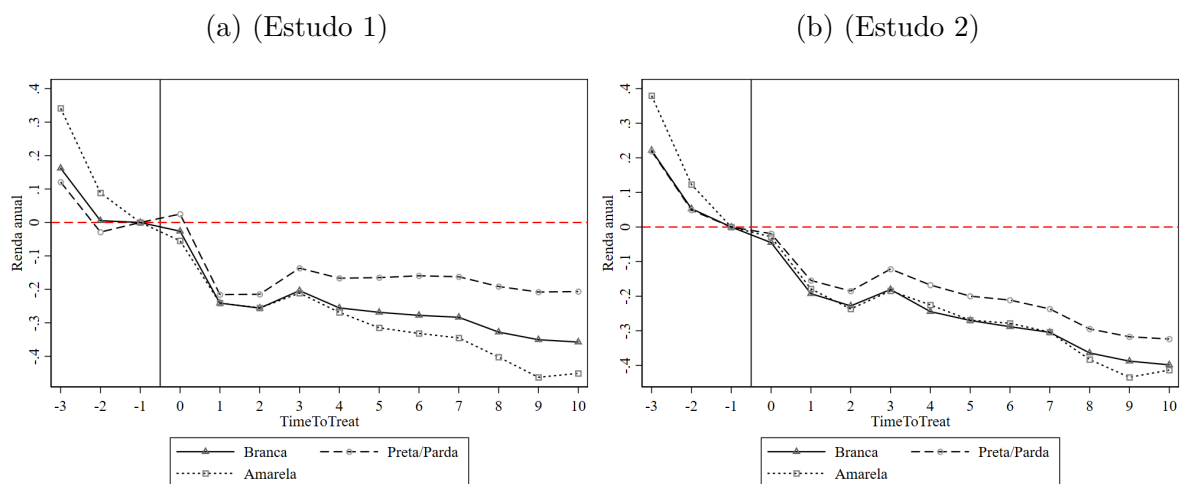 (a) (Estudo 1)
(b) (Estudo 2)
.4
.3
.2
.1
0
-.1
-.2
-.3
-.4
Renda anual
-3 -2 -1 0 1 2 3 4 5 6 7 8 9 10
TimeToTreat
Branca Preta/Parda
Amarela
.4
.3
.2
.1
0
-.1
-.2
-.3
-.4
Renda anual
-3 -2 -1 0 1 2 3 4 5 6 7 8 9 10
TimeToTreat
Branca Preta/Parda
Amarela